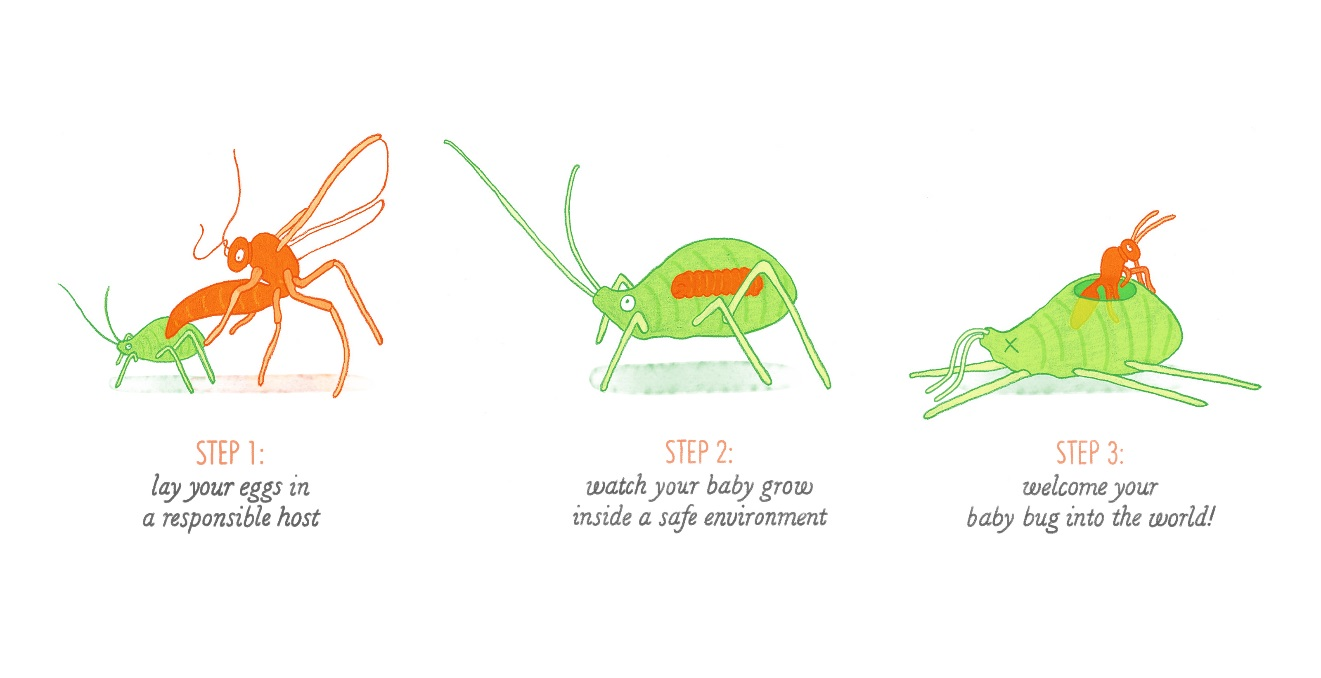 STEP 1:
lay your eggs in
a responsible host
STEP 2:
watch your baby grow
inside a safe environment
STEP 3:
welcome your
baby bug into the world!